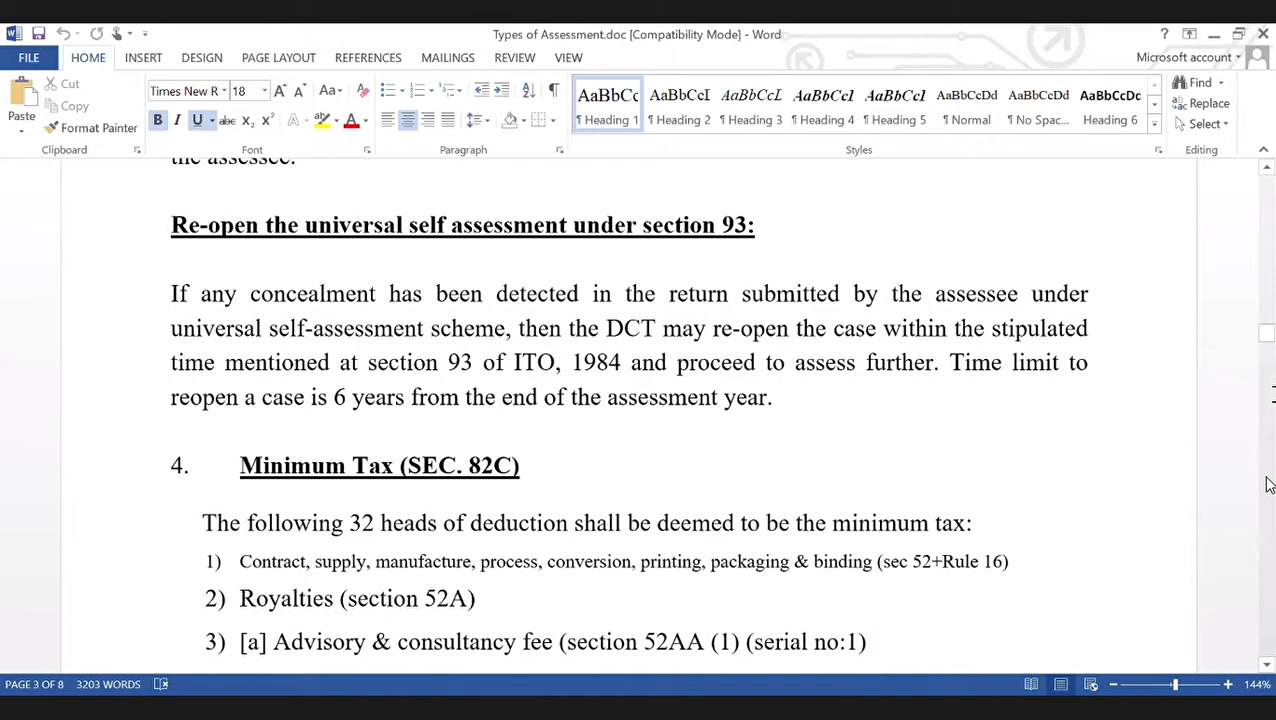 Types of Assessment.doc [Compatibility Mode] - Word
FILE HOME INSERT DESIGN PAGE LAYOUT REFERENCES MAILINGS REVIEW VIEW Microsoft account
Cut
Copy
Format Painter
Paste
Times New R 18
AaBbCc AaBbCcI AaBbCcL AaBbCcI AaBbCcI AaBbCcDd AaBbCcDd AaBbCcDc
¶ Heading 1 ¶ Heading 2 ¶ Heading 3 ¶ Heading 4 ¶ Heading 5 ¶ Normal ¶ No Spac... Heading 6
Find
Replace
Select
Clipboard Font Paragraph Styles Editing
the assessee.
Re-open the universal self assessment under section 93:
If any concealment has been detected in the return submitted by the assessee under
universal self-assessment scheme, then the DCT may re-open the case within the stipulated
time mentioned at section 93 of ITO, 1984 and proceed to assess further. Time limit to
reopen a case is 6 years from the end of the assessment year.
4. Minimum Tax (SEC. 82C)
The following 32 heads of deduction shall be deemed to be the minimum tax:
1) Contract, supply, manufacture, process, conversion, printing, packaging & binding (sec 52+Rule 16)
2) Royalties (section 52A)
3) [a] Advisory & consultancy fee (section 52AA (1) (serial no:1)
PAGE 3 OF 8 3203 WORDS 144%